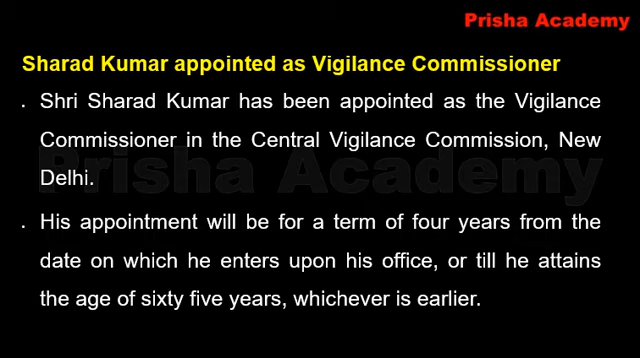 Prisha Academy
Sharad Kumar appointed as Vigilance Commissioner
• Shri Sharad Kumar has been appointed as the Vigilance
Commissioner in the Central Vigilance Commission, New
Delhi.
Prisha Academy
• His appointment will be for a term of four years from the
date on which he enters upon his office, or till he attains
the age of sixty five years, whichever is earlier.